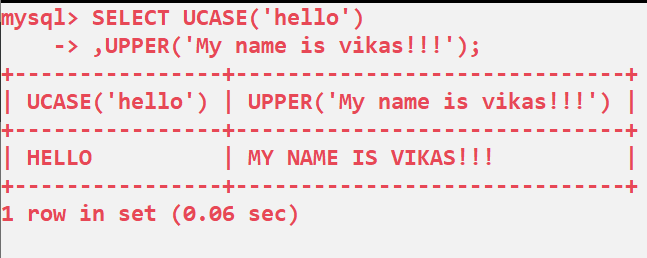 mysql> SELECT UCASE('hello')
    -> ,UPPER('My name is vikas!!!');
+----------------+------------------------------+
| UCASE('hello') | UPPER('My name is vikas!!!') |
+----------------+------------------------------+
| HELLO          | MY NAME IS VIKAS!!!          |
+----------------+------------------------------+
1 row in set (0.06 sec)